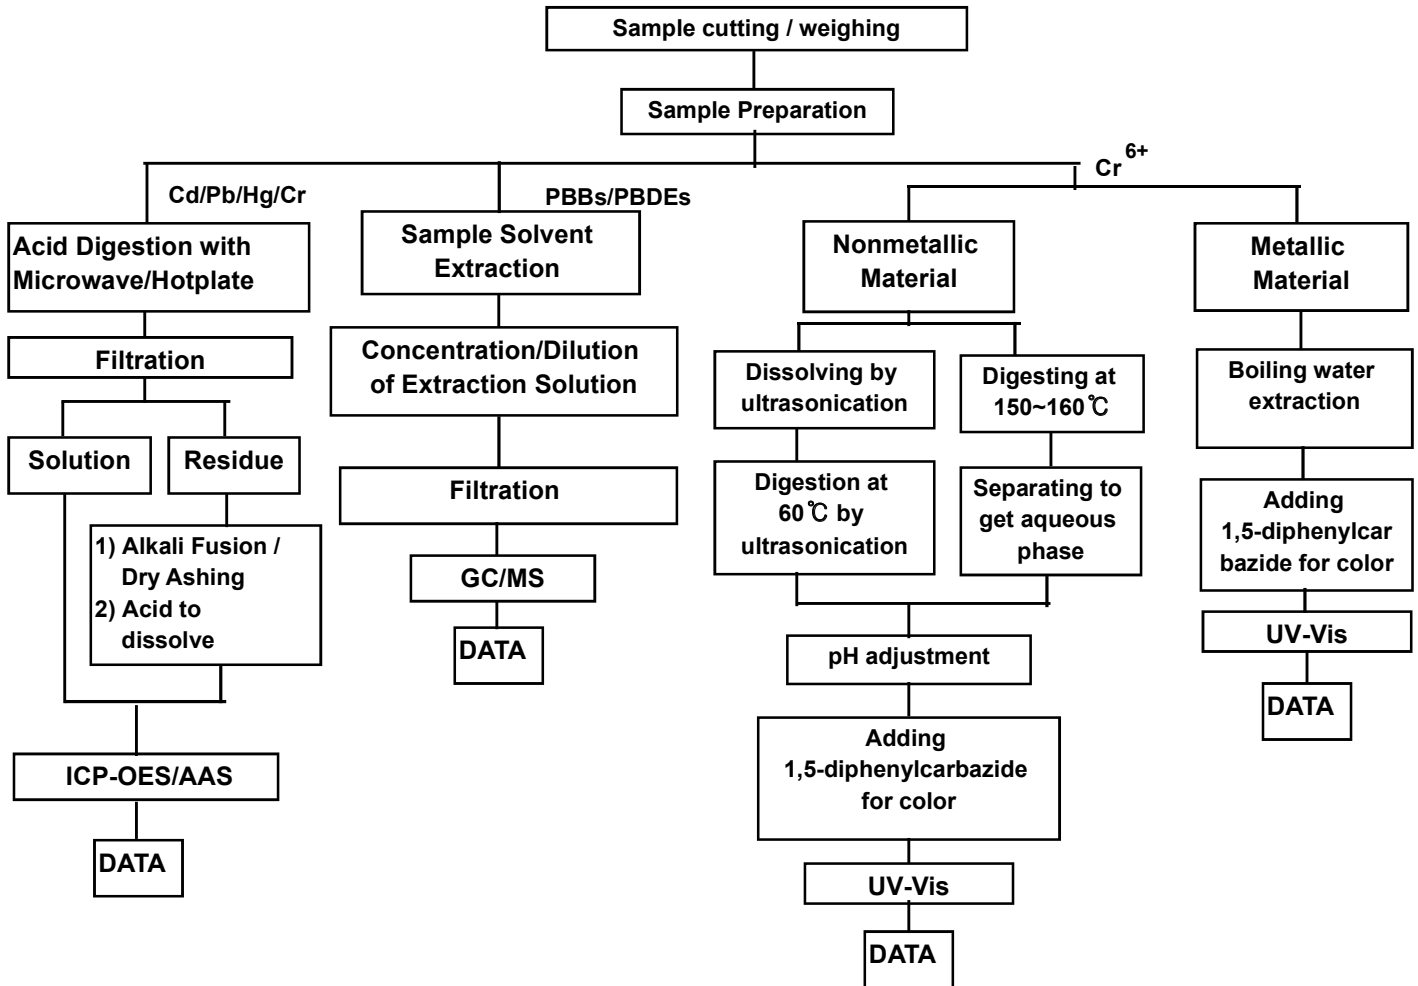 Sample cutting / weighing
Sample Preparation
Cd/Pb/Hg/Cr
PBBs/PBDEs
Cr 6+
Acid Digestion with
Microwave/Hotplate
Filtration
Solution
Residue
1) Alkali Fusion /
Dry Ashing
2) Acid to
dissolve
ICP-OES/AAS
DATA
Sample Solvent
Extraction
Concentration/Dilution
of Extraction Solution
Filtration
GC/MS
DATA
Nonmetallic
Material
Dissolving by
ultrasonication
Digestion at
60℃ by
ultrasonication
Digesting at
150~160℃
Separating to
get aqueous
phase
pH adjustment
Adding
1,5-diphenylcarbazide
for color
UV-Vis
DATA
Metallic
Material
Boiling water
extraction
Adding
1,5-diphenylcar
bazide for color
UV-Vis
DATA